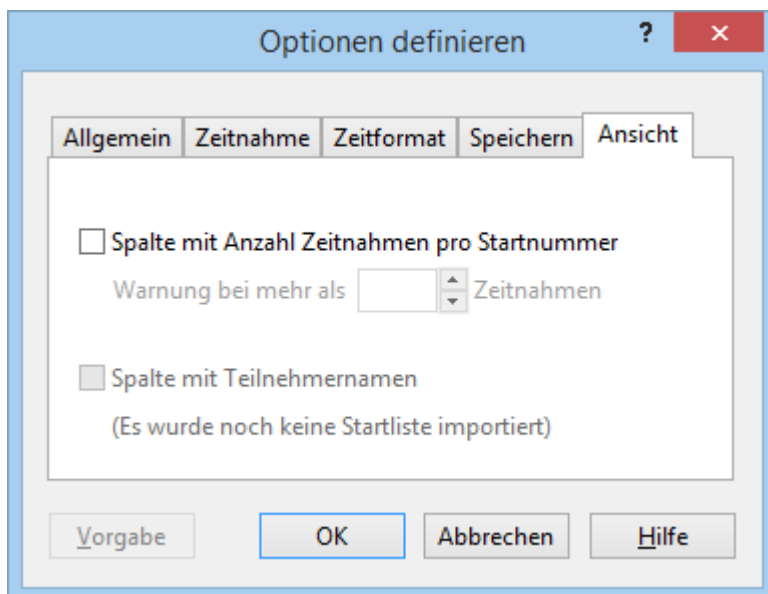 Optionen definieren ?
Allgemein Zeitnahme Zeitformat Speichern Ansicht
Spalte mit Anzahl Zeitnahmen pro Startnummer
Warnung bei mehr als Zeitnahmen
Spalte mit Teilnehmernamen
(Es wurde noch keine Startliste importiert)
Vorgabe OK Abbrechen Hilfe